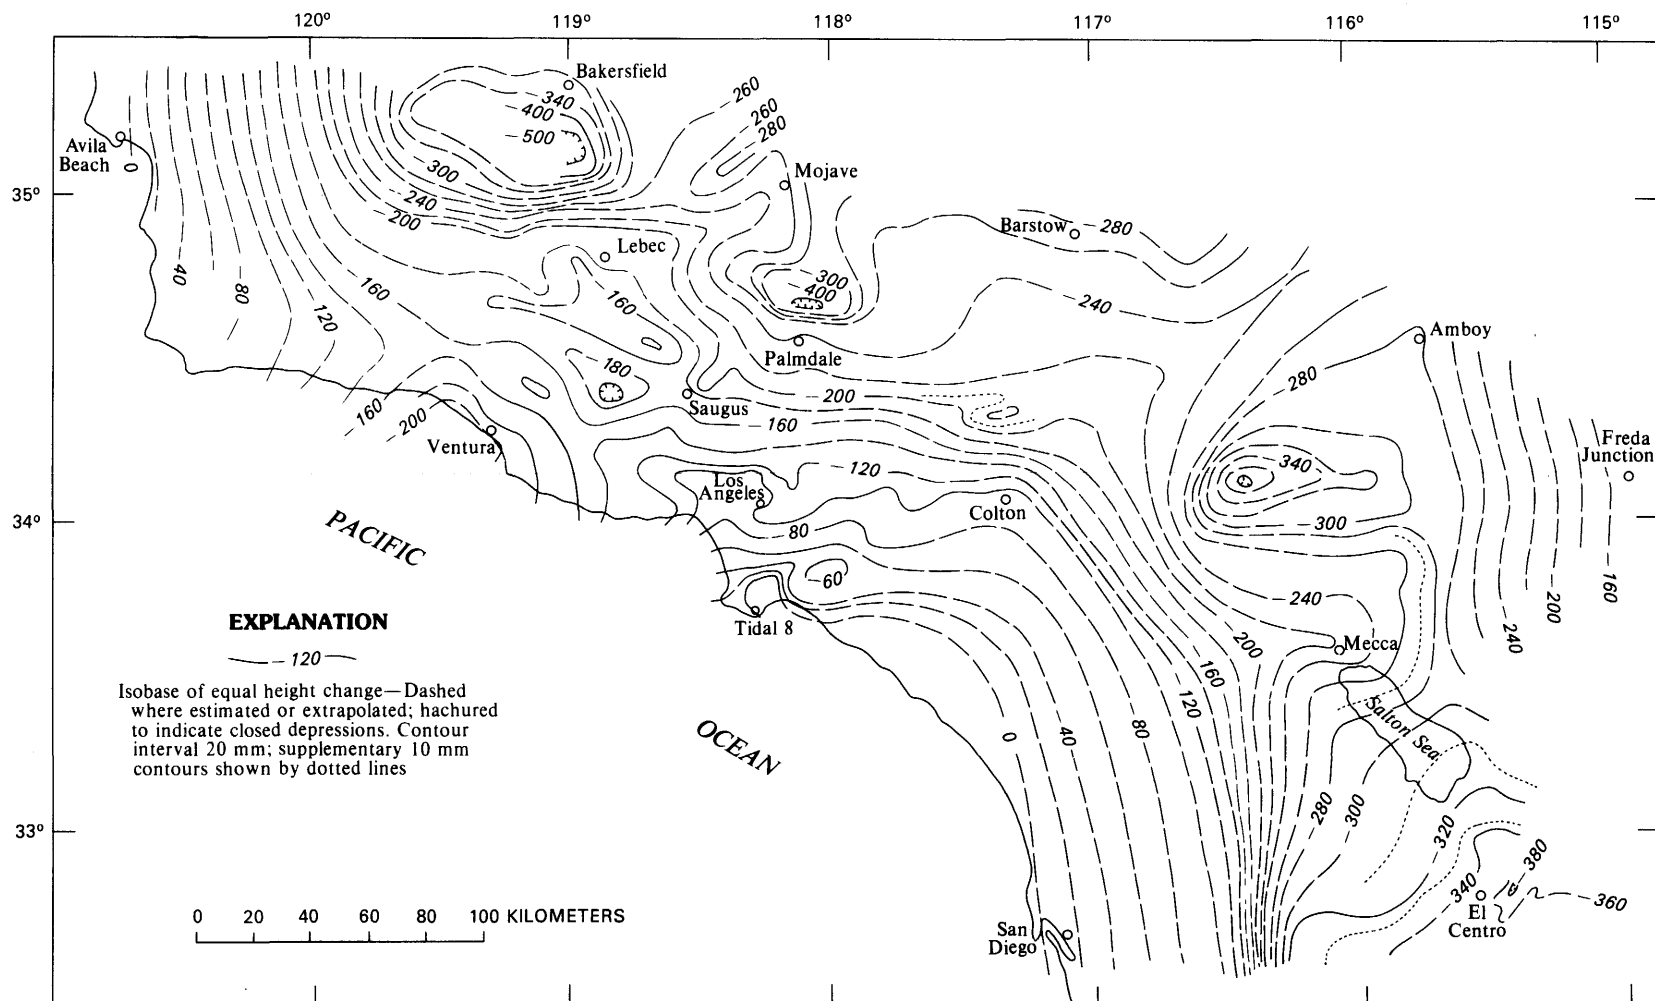 120° 119° 118° 117° 116° 115°
Bakersfield
-340
-400
-500
-260
-260
-280
Avila
Beach
0
-300
Mojave
35°
-240
-200
Barstow
-280
Lebec
-40
-80
-120
-160
-160
-300
-400
-240
Amboy
Palmdale
-180
-280
-200
Saugus
-160
-160
-200
Ventura
Freda
Junction
-340
-120
Los
Angeles
Colton
34°
-300
-80
PACIFIC
-60
-240
-160
-200
-240
EXPLANATION
Tidal 8
-200
Mecca
-120
-160
-120
Isobase of equal height change—Dashed
where estimated or extrapolated; hachured
to indicate closed depressions. Contour
interval 20 mm; supplementary 10 mm
contours shown by dotted lines
OCEAN
0
-40
-80
Salton Sea
-280
-300
-320
33°
-380
-340
-360
El
Centro
0 20 40 60 80 100 KILOMETERS
San
Diego